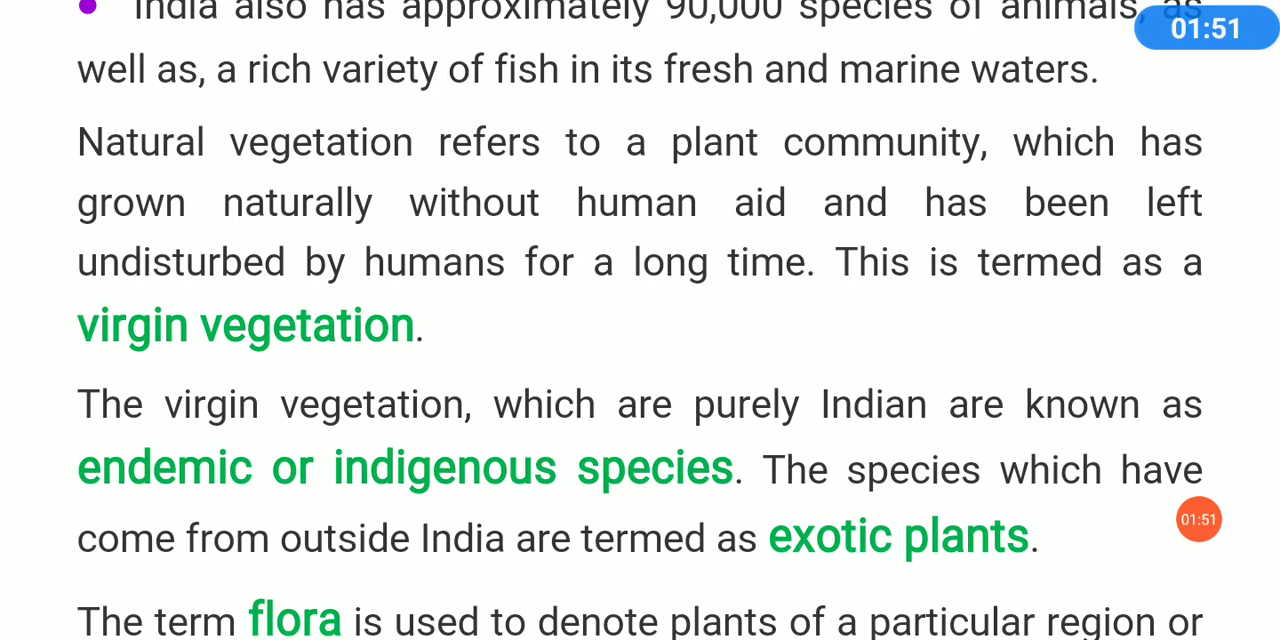 India also has approximately 90,000 species of animals, as
01:51
well as, a rich variety of fish in its fresh and marine waters.
Natural vegetation refers to a plant community, which has
grown naturally without human aid and has been left
undisturbed by humans for a long time. This is termed as a
virgin vegetation.
The virgin vegetation, which are purely Indian are known as
endemic or indigenous species. The species which have
01:51
come from outside India are termed as exotic plants.
The term flora is used to denote plants of a particular region or